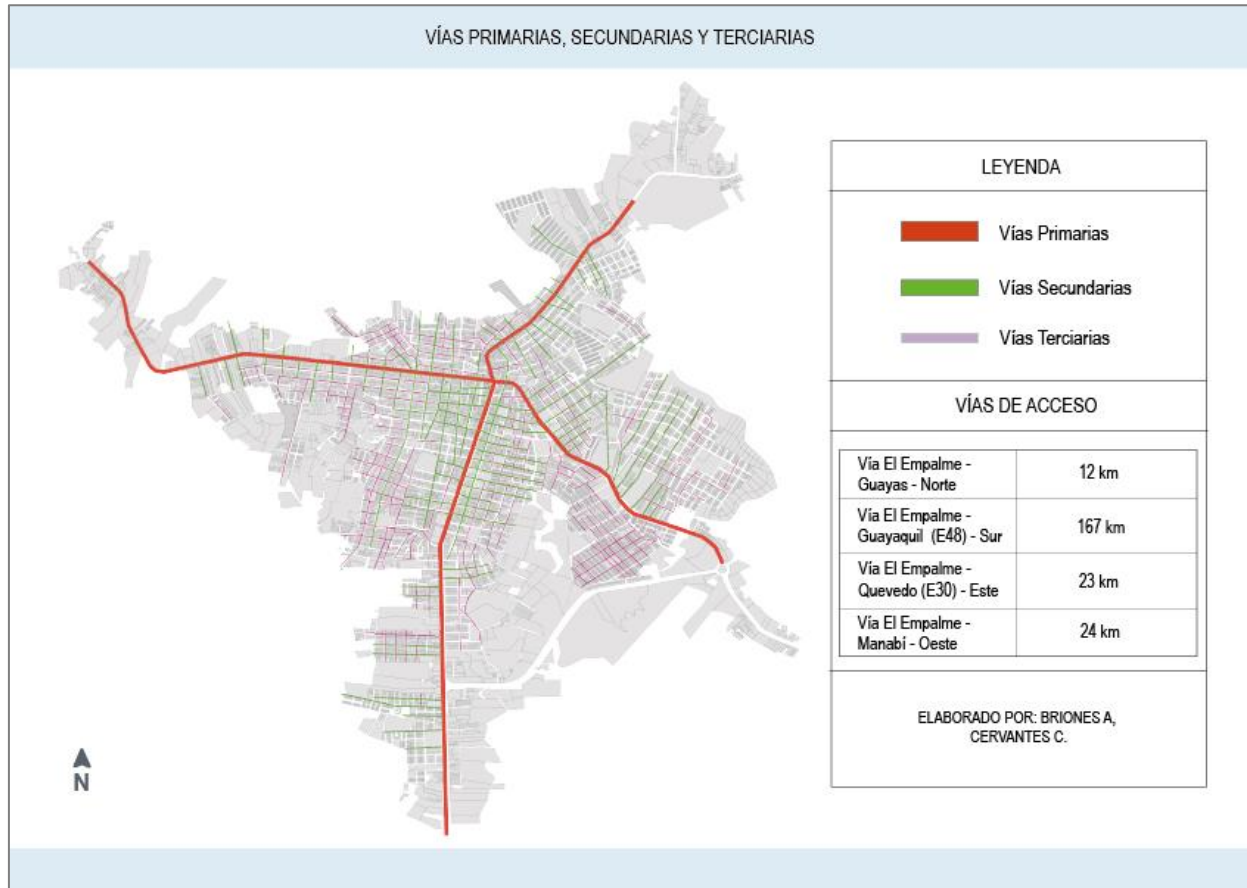 VÍAS PRIMARIAS, SECUNDARIAS Y TERCIARIAS
LEYENDA
Vías Primarias
Vías Secundarias
Vías Terciarias
VÍAS DE ACCESO
Vía El Empalme -
Guayas - Norte
12 km
Vía El Empalme -
Guayaquil (E48) - Sur
167 km
Vía El Empalme -
Quevedo (E30) - Este
23 km
Vía El Empalme -
Manabí - Oeste
24 km
ELABORADO POR: BRIONES A,
CERVANTES C.
N